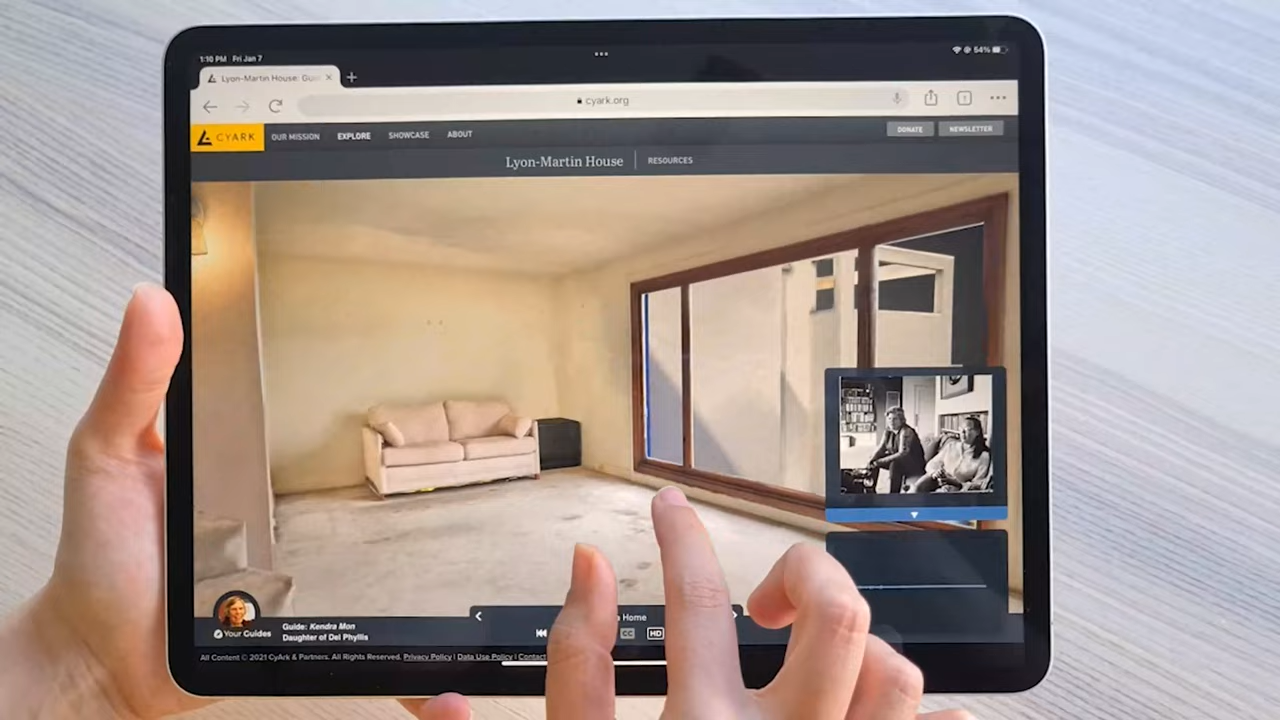 1:10 PM Fri Jan 7
54%
Lyon-Martin House: Gui
cyark.org
CYARK OUR MISSION EXPLORE SHOWCASE ABOUT
DONATE NEWSLETTER
Lyon-Martin House RESOURCES
Home
CC HD
Your Guides
Guide: Kendra Mon
Daughter of Del Phyllis
All Content © 2021 CyArk & Partners. All Rights Reserved. Privacy Policy | Data Use Policy | Contact